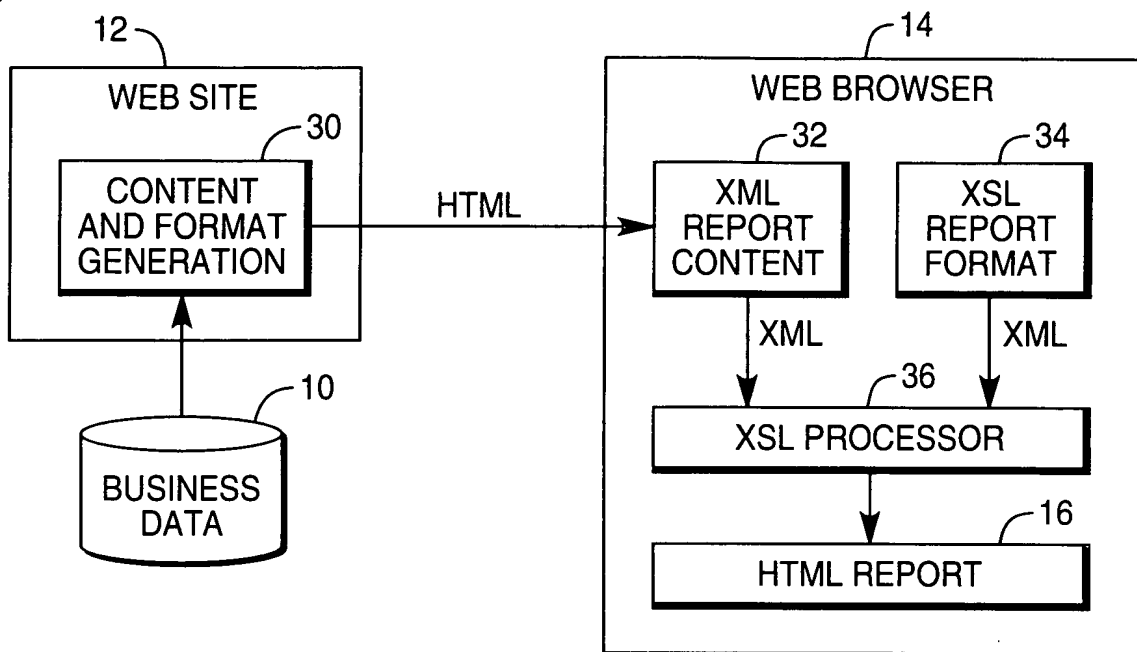 12
WEB SITE
30
CONTENT
AND FORMAT
GENERATION
10
BUSINESS
DATA
HTML
14
WEB BROWSER
32
XML
REPORT
CONTENT
34
XSL
REPORT
FORMAT
XML
XML
36
XSL PROCESSOR
16
HTML REPORT